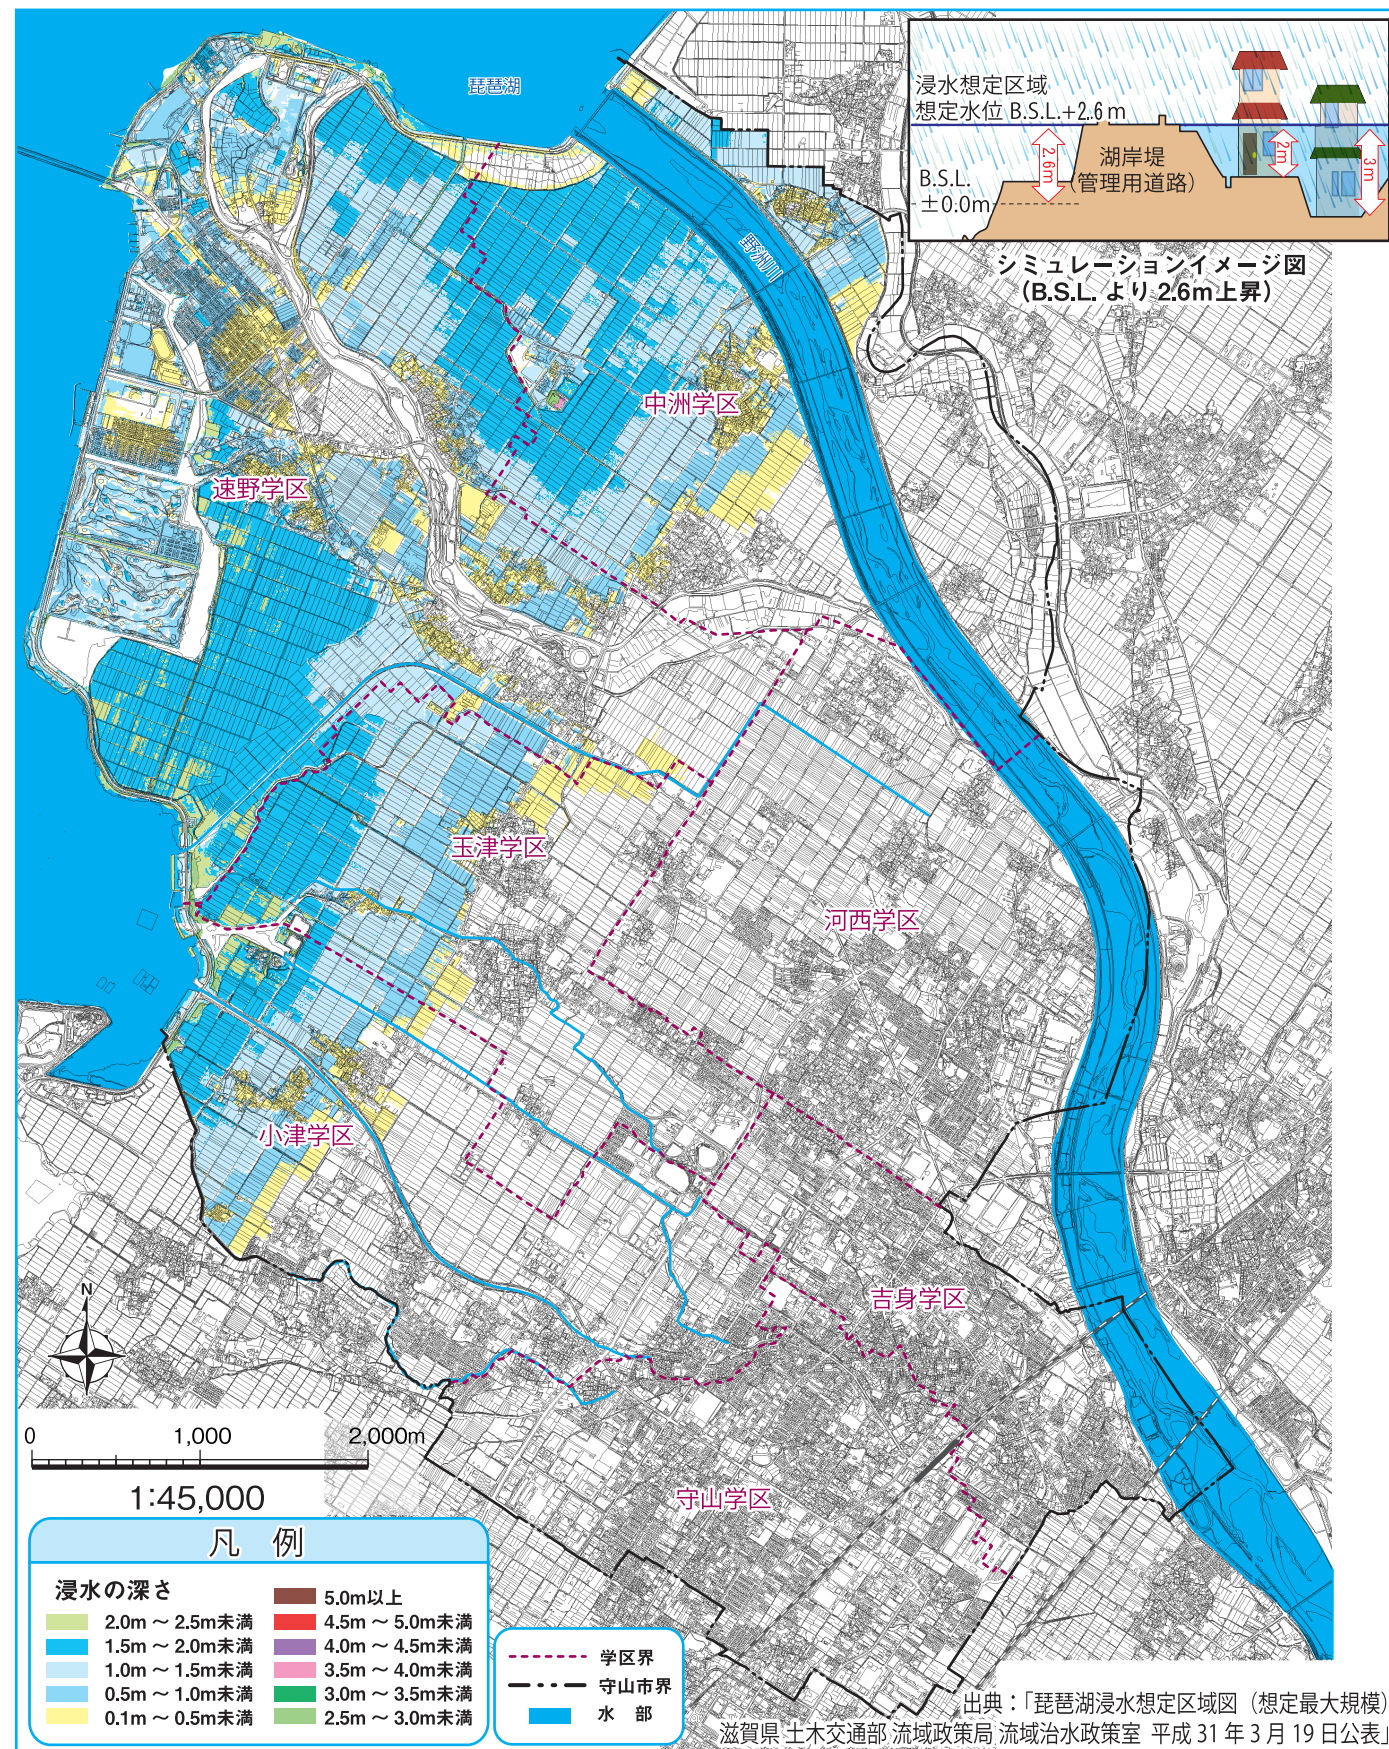 琵琶湖
浸水想定区域
想定水位 B.S.L.+2.6m
2.6m
湖岸堤
(管理用道路)
2m
3m
B.S.L.
±0.0m
シミュレーションイメージ図
(B.S.L. より 2.6m上昇)
野洲川
中洲学区
速野学区
玉津学区
河西学区
小津学区
吉身学区
守山学区
N
0 1,000 2,000m
1:45,000
凡 例
浸水の深さ
2.0m ～ 2.5m未満
1.5m ～ 2.0m未満
1.0m ～ 1.5m未満
0.5m ～ 1.0m未満
0.1m ～ 0.5m未満
5.0m以上
4.5m ～ 5.0m未満
4.0m ～ 4.5m未満
3.5m ～ 4.0m未満
3.0m ～ 3.5m未満
2.5m ～ 3.0m未満
学区界
守山市界
水 部
出典：「琵琶湖浸水想定区域図（想定最大規模）
滋賀県 土木交通部 流域政策局 流域治水政策室 平成 31 年 3 月 19 日公表」